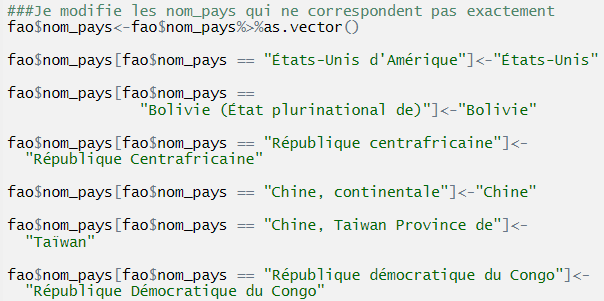 ###Je modifie les nom_pays qui ne correspondent pas exactement
fao$nom_pays<-fao$nom_pays%>%as.vector()
fao$nom_pays[fao$nom_pays == "États-Unis d'Amérique"]<-"États-Unis"
fao$nom_pays[fao$nom_pays ==
"Bolivie (État plurinational de)"]<-"Bolivie"
fao$nom_pays[fao$nom_pays == "République centrafricaine"]<-
"République Centrafricaine"
fao$nom_pays[fao$nom_pays == "Chine, continentale"]<-"Chine"
fao$nom_pays[fao$nom_pays == "Chine, Taiwan Province de"]<-
"Taïwan"
fao$nom_pays[fao$nom_pays == "République démocratique du Congo"]<-
"République Démocratique du Congo"